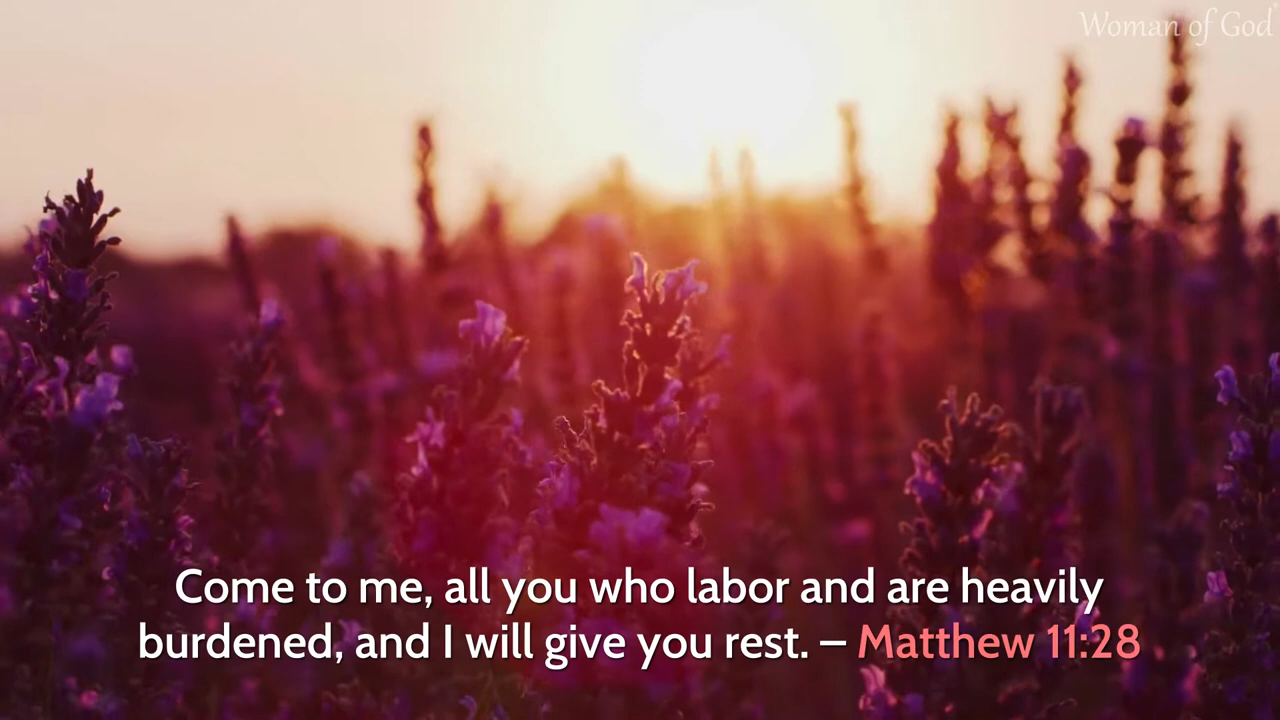 Woman of God
Come to me, all you who labor and are heavily
burdened, and I will give you rest. – Matthew 11:28